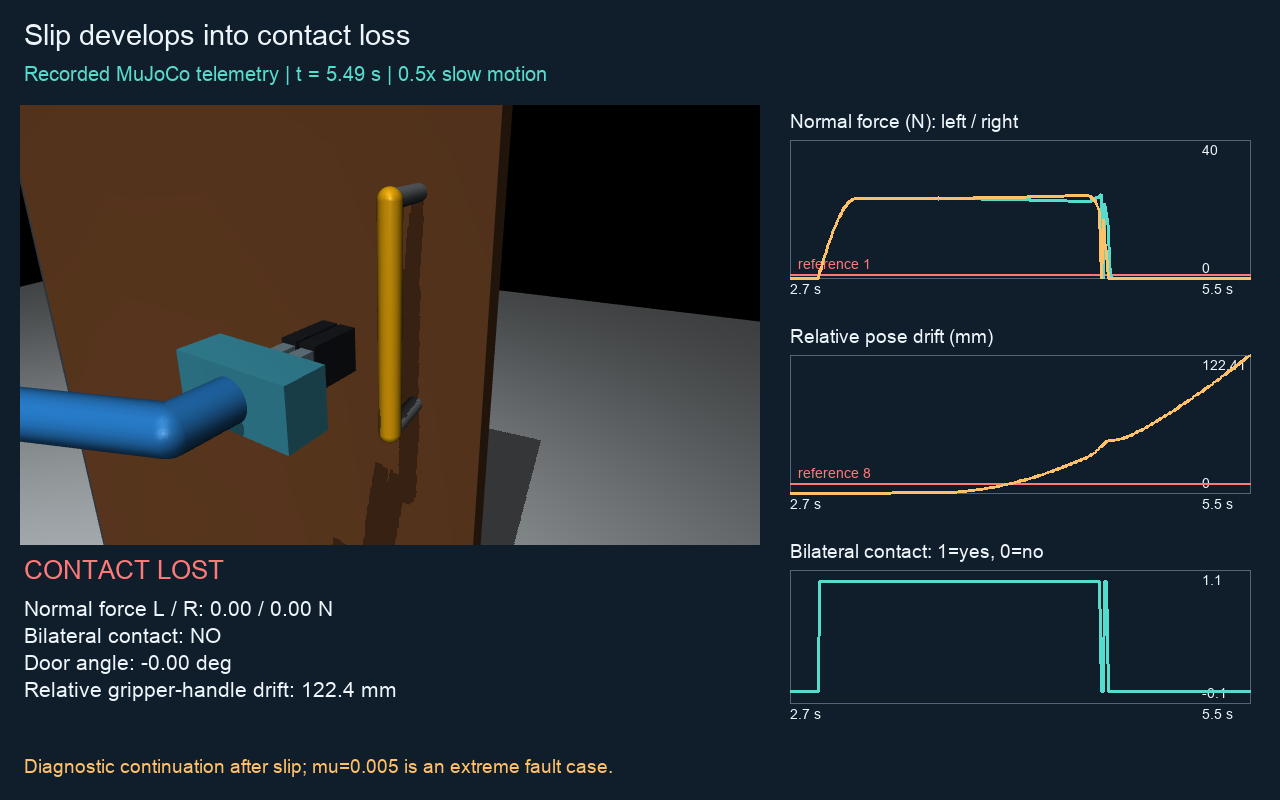 Slip develops into contact loss
Recorded MuJoCo telemetry | t = 5.49 s | 0.5x slow motion
Normal force (N): left / right
40
reference 1
0
2.7 s
5.5 s
Relative pose drift (mm)
122.41
reference 8
0
2.7 s
5.5 s
Bilateral contact: 1=yes, 0=no
1.1
-0.1
2.7 s
5.5 s
CONTACT LOST
Normal force L / R: 0.00 / 0.00 N
Bilateral contact: NO
Door angle: -0.00 deg
Relative gripper-handle drift: 122.4 mm
Diagnostic continuation after slip; mu=0.005 is an extreme fault case.